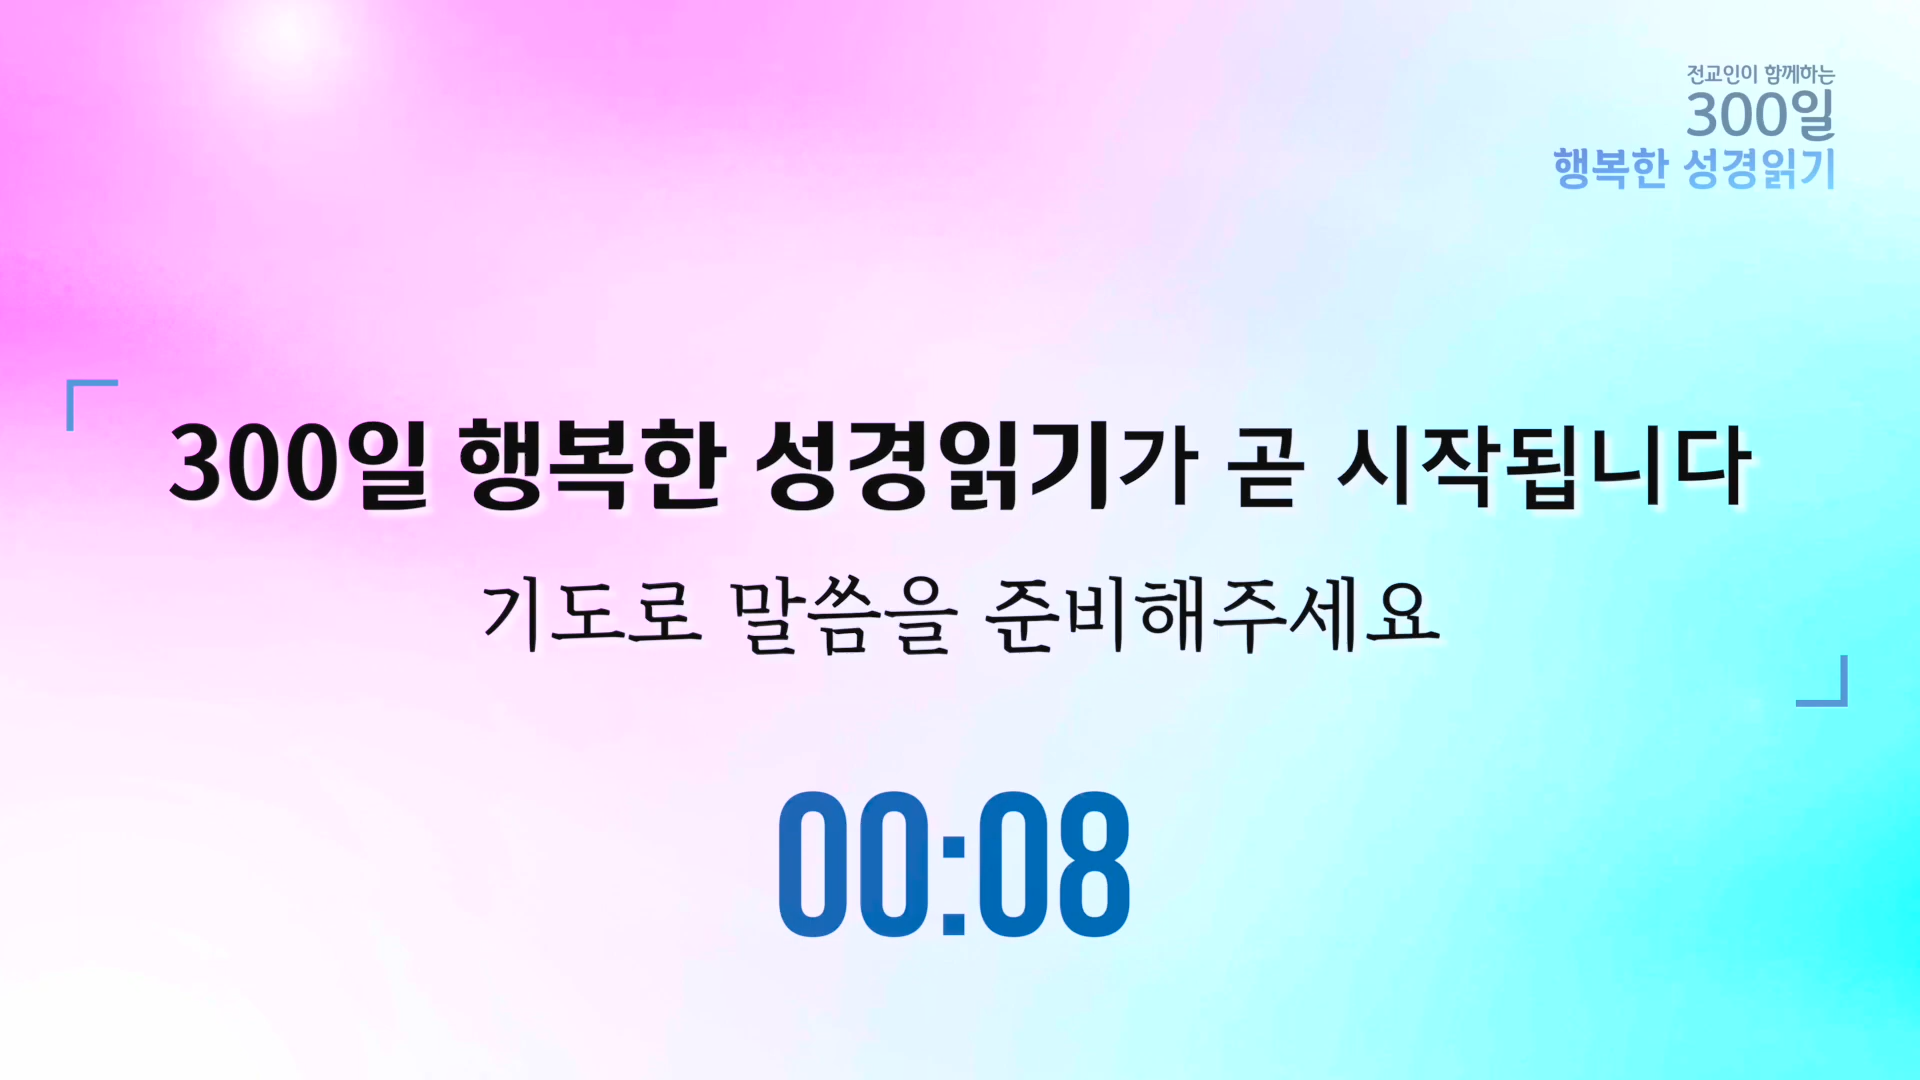 전교인이 함께하는
300일
행복한 성경읽기
300일 행복한 성경읽기가 곧 시작됩니다
기도로 말씀을 준비해주세요
00:08